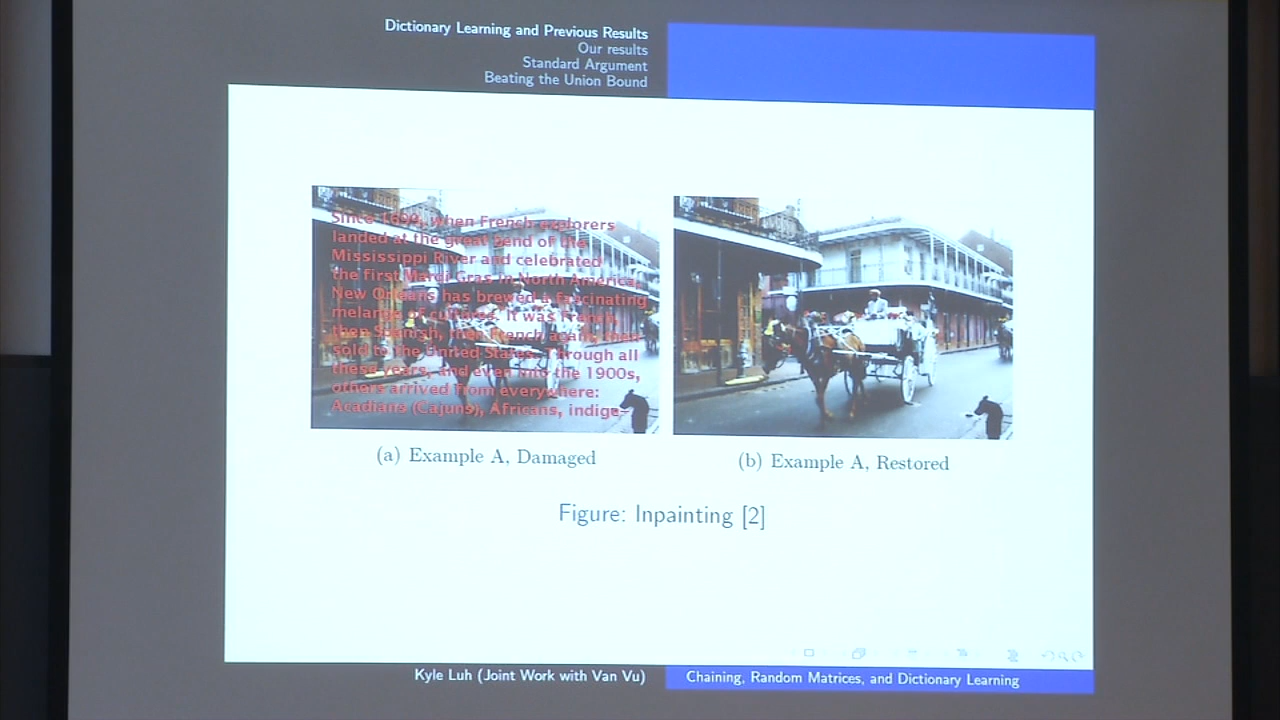 Dictionary Learning and Previous Results
Our results
Standard Argument
Beating the Union Bound
Since 1699, when French explorers
landed at the great bend of the
Mississippi River and celebrated
the first Mardi Gras in North America,
New Orleans has brewed a fascinating
melange of cultures. It was French,
then Spanish, then French again, then
sold to the United States. Through all
these years, and even into the 1900s,
others arrived from everywhere:
Acadians (Cajuns), Africans, indige-
(a) Example A, Damaged
(b) Example A, Restored
Figure: Inpainting [2]
Kyle Luh (Joint Work with Van Vu)
Chaining, Random Matrices, and Dictionary Learning